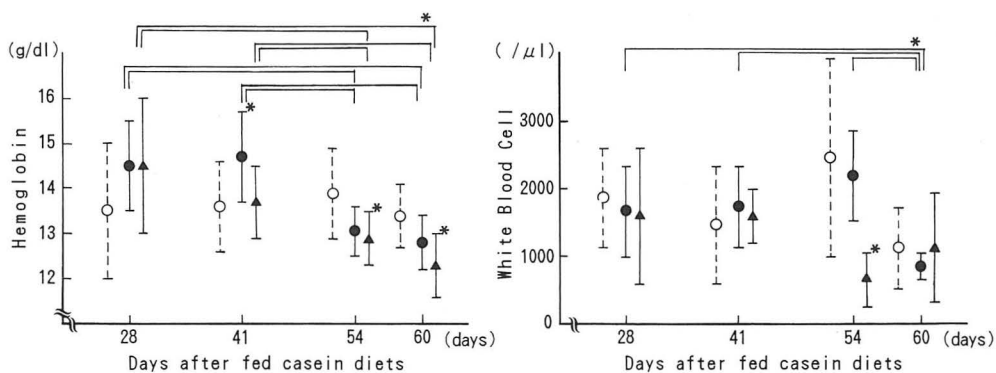 (g/dl)
*
16
15
14
13
12
Hemoglobin
*
*
*
28
41
54
60 (days)
Days after fed casein diets
( /μl)
*
3000
2000
1000
0
White Blood Cell
*
28
41
54
60 (days)
Days after fed casein diets